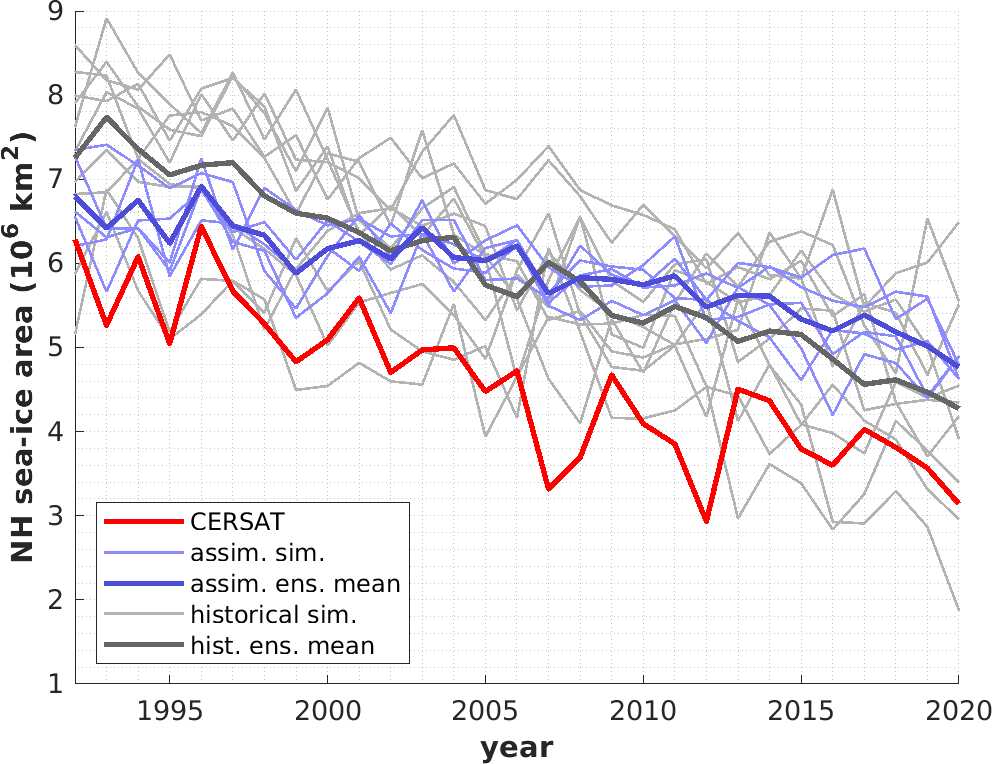 9
8
7
6
5
4
3
2
1
NH sea-ice area (10⁶ km²)
CERSAT
assim. sim.
assim. ens. mean
historical sim.
hist. ens. mean
1995 2000 2005 2010 2015 2020
year